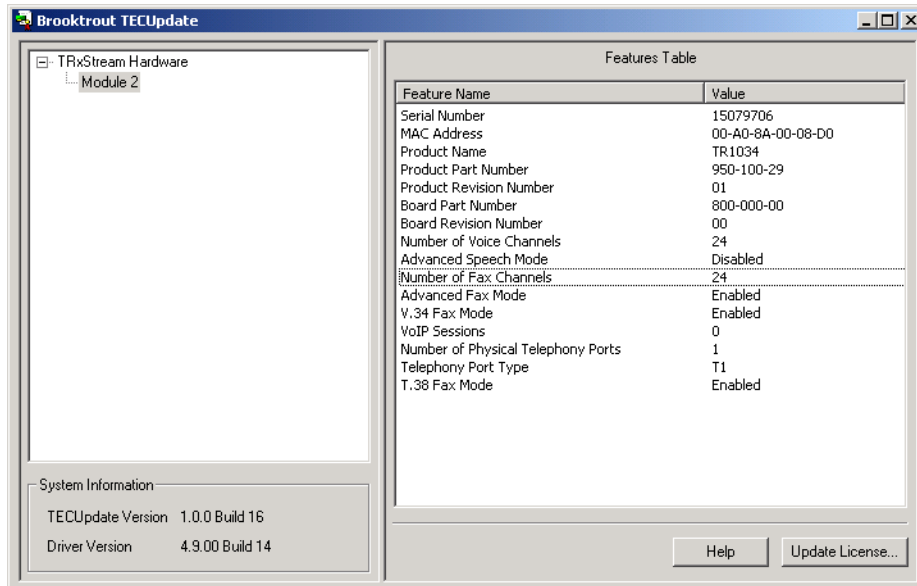 Brooktrout TECUpdate
TRxStream Hardware
Module 2
Features Table
Feature Name Value
Serial Number 15079706
MAC Address 00-A0-8A-00-08-D0
Product Name TR1034
Product Part Number 950-100-29
Product Revision Number 01
Board Part Number 800-000-00
Board Revision Number 00
Number of Voice Channels 24
Advanced Speech Mode Disabled
Number of Fax Channels 24
Advanced Fax Mode Enabled
V.34 Fax Mode Enabled
VoIP Sessions 0
Number of Physical Telephony Ports 1
Telephony Port Type T1
T.38 Fax Mode Enabled
System Information
TECUpdate Version 1.0.0 Build 16
Driver Version 4.9.00 Build 14
Help Update License...